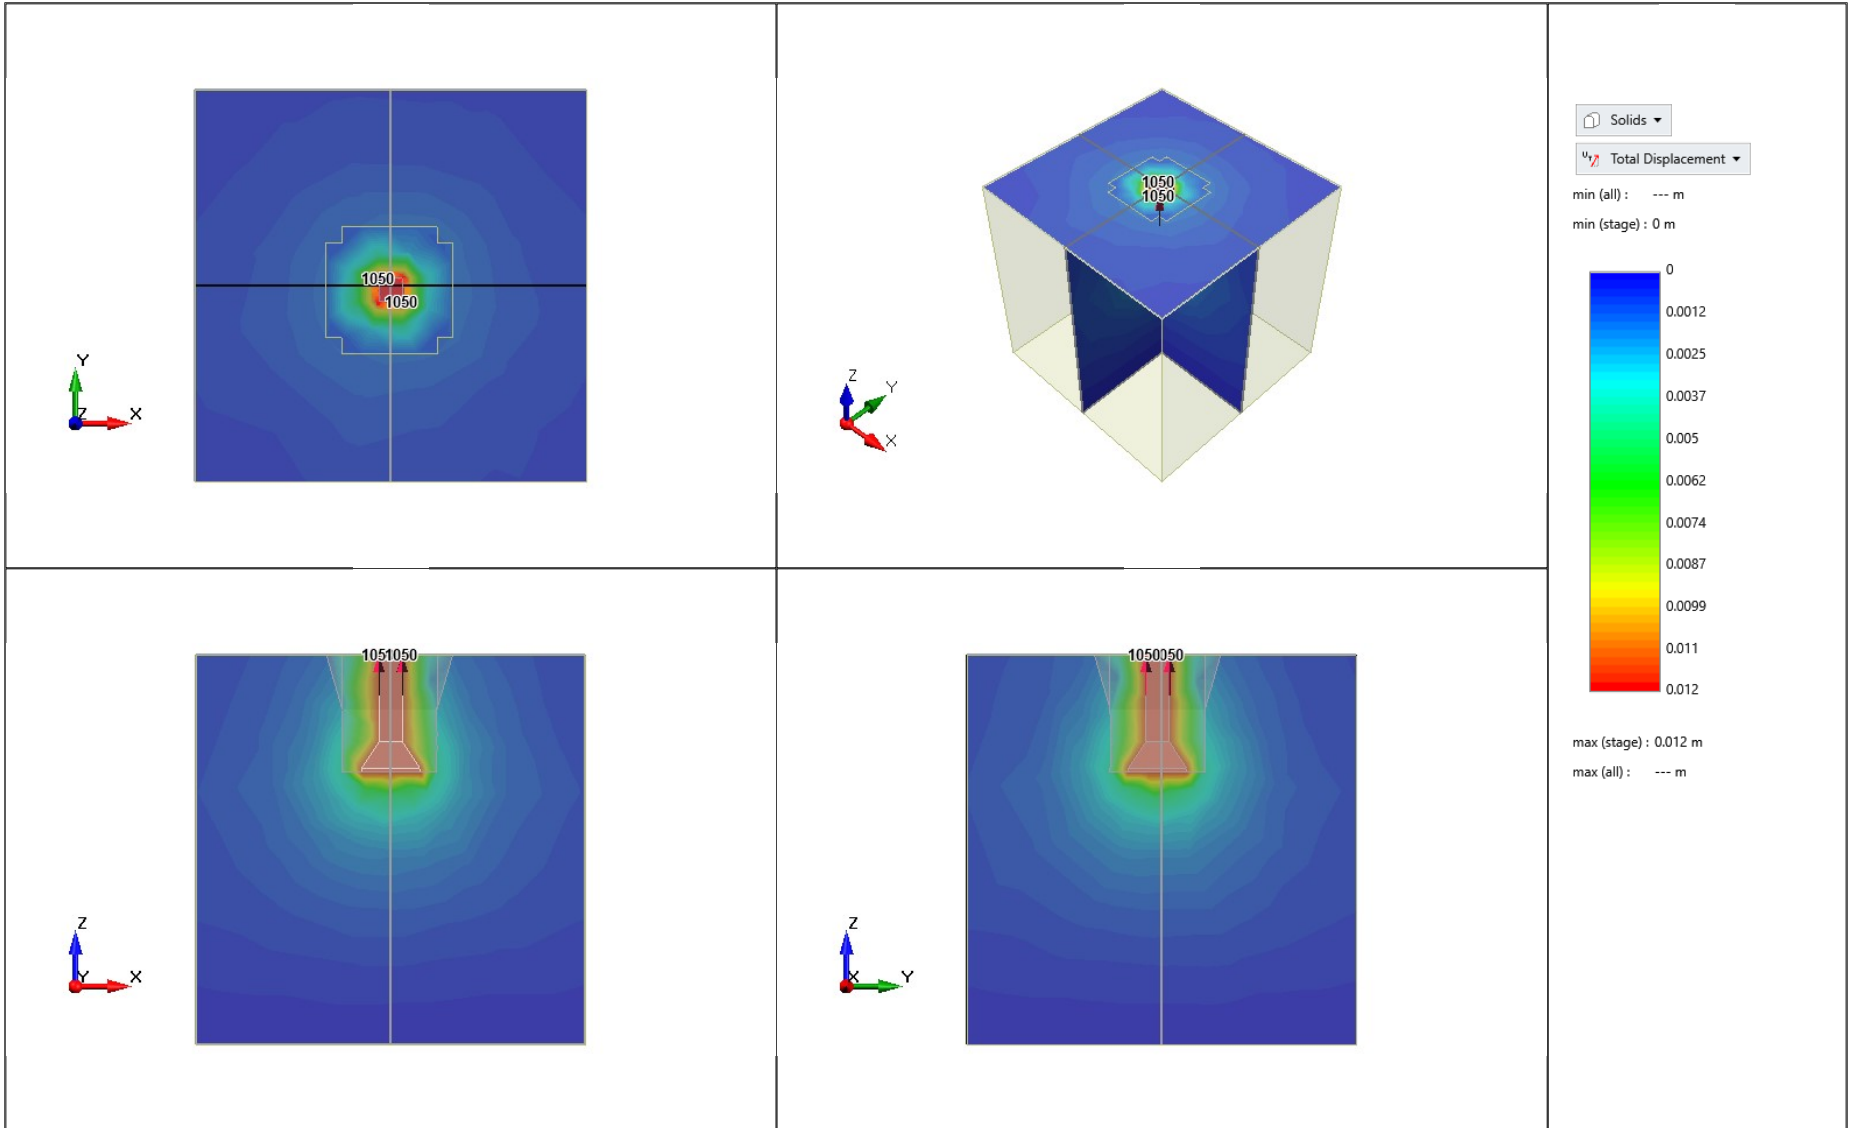 1050
1050
Y
Z
X
1050
1050
Z
Y
X
Solids
Total Displacement
min (all) : --- m
min (stage) : 0 m
0
0.0012
0.0025
0.0037
0.005
0.0062
0.0074
0.0087
0.0099
0.011
0.012
max (stage) : 0.012 m
max (all) : --- m
1051050
Z
Y
X
1050050
Z
X
Y